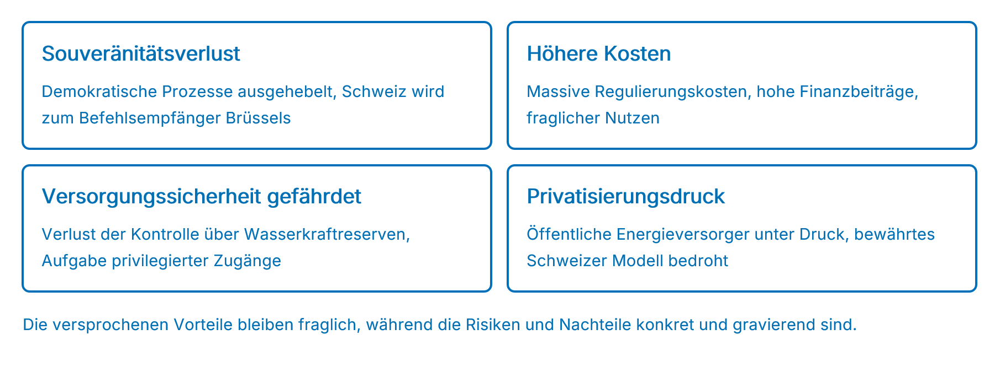 Souveränitätsverlust
Demokratische Prozesse ausgehebelt, Schweiz wird
zum Befehlsempfänger Brüssels
Höhere Kosten
Massive Regulierungskosten, hohe Finanzbeiträge,
fraglicher Nutzen
Versorgungssicherheit gefährdet
Verlust der Kontrolle über Wasserkraftreserven,
Aufgabe privilegierter Zugänge
Privatisierungsdruck
Öffentliche Energieversorger unter Druck, bewährtes
Schweizer Modell bedroht
Die versprochenen Vorteile bleiben fraglich, während die Risiken und Nachteile konkret und gravierend sind.